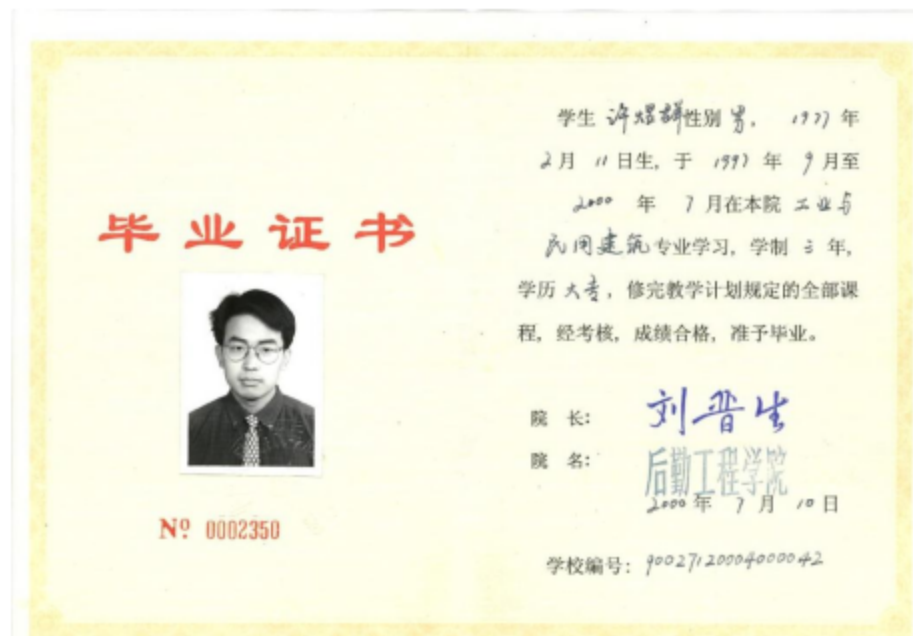 毕业证书
№ 0002350
学生 许熠群 性别 男， 1977 年
2 月 11 日生，于 1997 年 9 月至
2000 年 7 月在本院 工业与
民用建筑 专业学习，学制 三 年，
学历 大专，修完教学计划规定的全部课
程，经考核，成绩合格，准予毕业。
院 长： 刘晋生
院 名： 后勤工程学院
2000 年 7 月 10 日
学校编号：90027120004000042